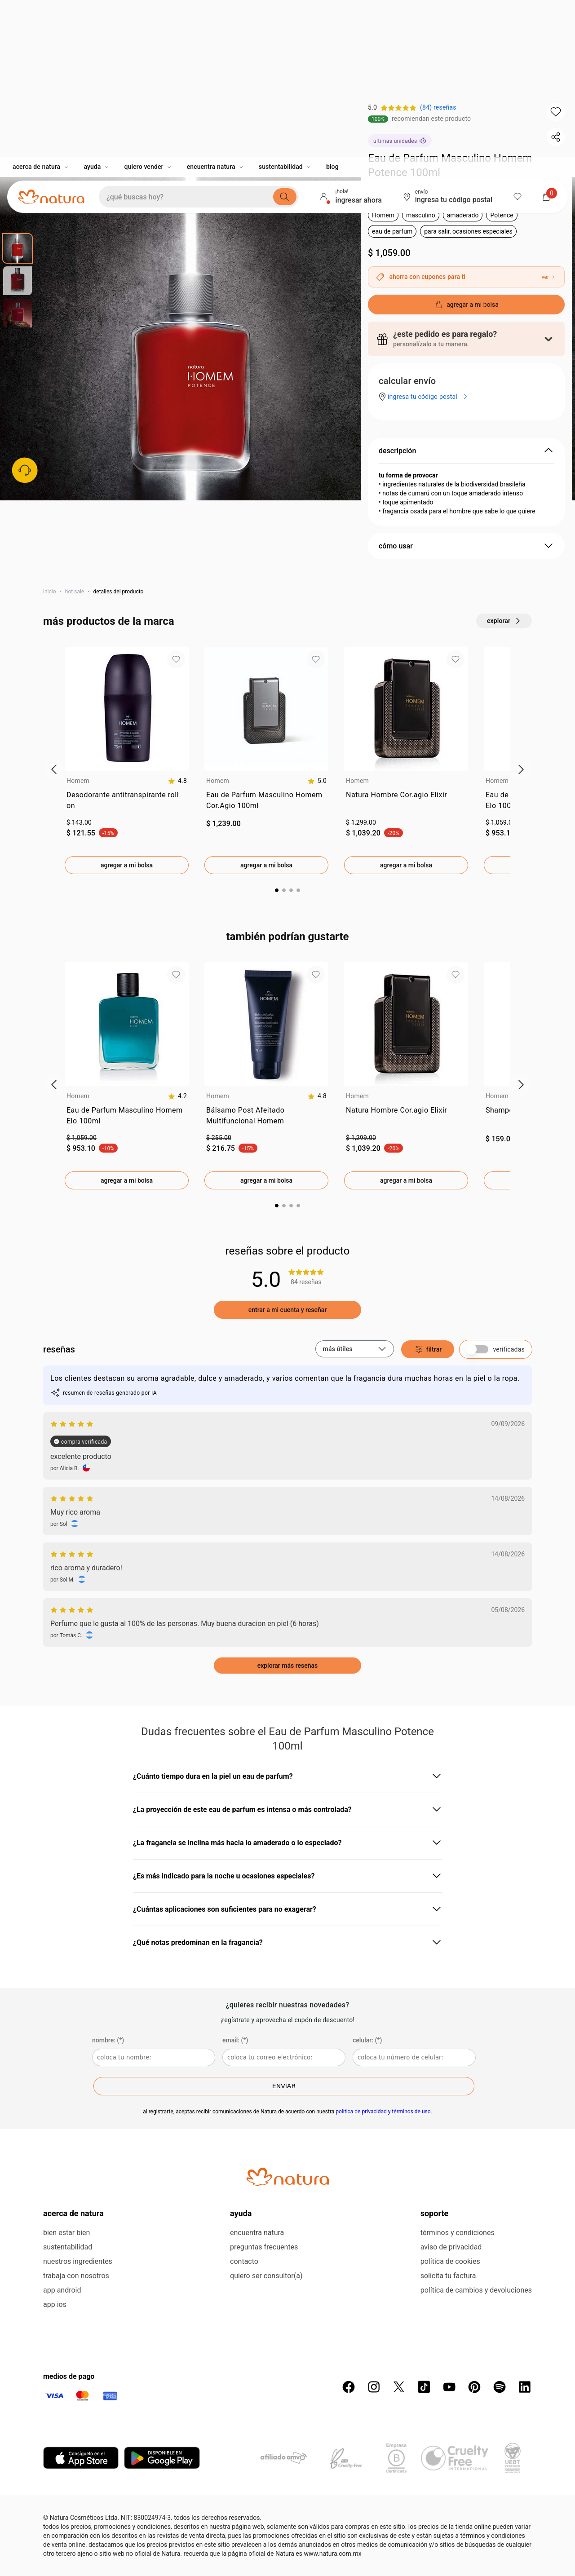 5.0 (84) reseñas
100% recomiendan este producto
ultimas unidades
Eau de Parfum Masculino Homem
Potence 100ml
acerca de natura
ayuda
quiero vender
encuentra natura
sustentabilidad
blog
natura
¿qué buscas hoy?
¡hola!
ingresar ahora
envío
ingresa tu código postal
0
Homem
masculino
amaderado
Potence
eau de parfum
para salir, ocasiones especiales
$ 1,059.00
ahorra con cupones para ti
ver
agregar a mi bolsa
¿este pedido es para regalo?
personalízalo a tu manera.
calcular envío
ingresa tu código postal
descripción
tu forma de provocar
• ingredientes naturales de la biodiversidad brasileña
• notas de cumarú con un toque amaderado intenso
• toque apimentado
• fragancia osada para el hombre que sabe lo que quiere
cómo usar
natura
HOMEM
POTENCE
inicio • hot sale • detalles del producto
más productos de la marca
explorar
Homem 4.8
Desodorante antitranspirante roll
on
$ 143.00
$ 121.55 -15%
agregar a mi bolsa
Homem 5.0
Eau de Parfum Masculino Homem
Cor.Agio 100ml
$ 1,239.00
agregar a mi bolsa
Homem
Natura Hombre Cor.agio Elixir
$ 1,299.00
$ 1,039.20 -20%
agregar a mi bolsa
Homem
Eau de
Elo 100
$ 1,059.0
$ 953.1
también podrían gustarte
Homem 4.2
Eau de Parfum Masculino Homem
Elo 100ml
$ 1,059.00
$ 953.10 -10%
agregar a mi bolsa
Homem 4.8
Bálsamo Post Afeitado
Multifuncional Homem
$ 255.00
$ 216.75 -15%
agregar a mi bolsa
Homem
Natura Hombre Cor.agio Elixir
$ 1,299.00
$ 1,039.20 -20%
agregar a mi bolsa
Homem
Shamp
$ 159.0
reseñas sobre el producto
5.0
84 reseñas
entrar a mi cuenta y reseñar
reseñas
más útiles
filtrar
verificadas
Los clientes destacan su aroma agradable, dulce y amaderado, y varios comentan que la fragancia dura muchas horas en la piel o la ropa.
resumen de reseñas generado por IA
09/09/2026
compra verificada
excelente producto
por Alicia B.
14/08/2026
Muy rico aroma
por Sol
14/08/2026
rico aroma y duradero!
por Sol M.
05/08/2026
Perfume que le gusta al 100% de las personas. Muy buena duracion en piel (6 horas)
por Tomás C.
explorar más reseñas
Dudas frecuentes sobre el Eau de Parfum Masculino Potence
100ml
¿Cuánto tiempo dura en la piel un eau de parfum?
¿La proyección de este eau de parfum es intensa o más controlada?
¿La fragancia se inclina más hacia lo amaderado o lo especiado?
¿Es más indicado para la noche u ocasiones especiales?
¿Cuántas aplicaciones son suficientes para no exagerar?
¿Qué notas predominan en la fragancia?
¿quieres recibir nuestras novedades?
¡regístrate y aprovecha el cupón de descuento!
nombre: (*)
email: (*)
celular: (*)
coloca tu nombre:
coloca tu correo electrónico:
coloca tu número de celular:
ENVIAR
al registrarte, aceptas recibir comunicaciones de Natura de acuerdo con nuestra política de privacidad y términos de uso.
natura
acerca de natura
bien estar bien
sustentabilidad
nuestros ingredientes
trabaja con nosotros
app android
app ios
ayuda
encuentra natura
preguntas frecuentes
contacto
quiero ser consultor(a)
soporte
términos y condiciones
aviso de privacidad
política de cookies
solicita tu factura
política de cambios y devoluciones
medios de pago
VISA
Consíguelo en el
App Store
DISPONIBLE EN
Google Play
afiliado amvo
Cruelty-Free
Empresa
B
Certificada
Cruelty Free
INTERNATIONAL
UEBT
© Natura Cosméticos Ltda. NIT: 830024974-3. todos los derechos reservados.
todos los precios, promociones y condiciones, descritos en nuestra página web, solamente son válidos para compras en este sitio. los precios de la tienda online pueden variar
en comparación con los descritos en las revistas de venta directa, pues las promociones ofrecidas en el sitio son exclusivas de este y están sujetas a términos y condiciones
de venta online. destacamos que los precios previstos en este sitio prevalecen a los demás anunciados en otros medios de comunicación y/o sitios de búsquedas de cualquier
otro tercero ajeno o sitio web no oficial de Natura. recuerda que la página oficial de Natura es www.natura.com.mx